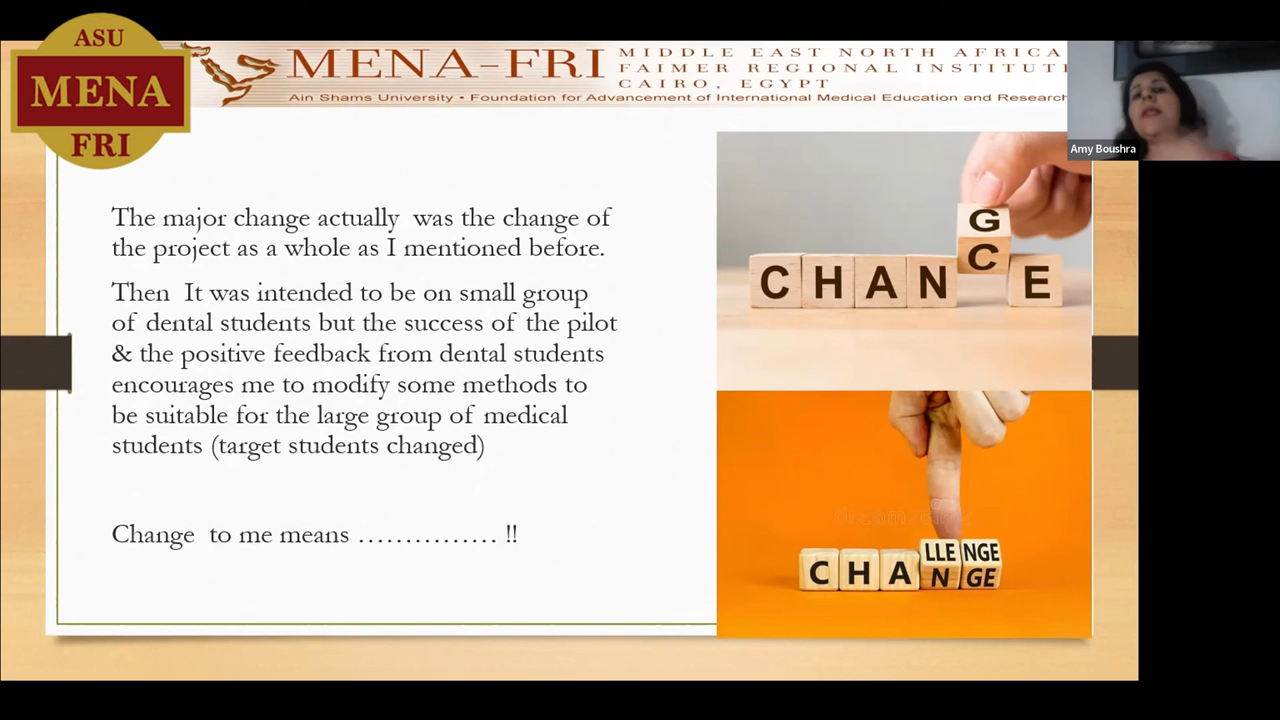 ASU
MENA
FRI
MENA-FRI
MIDDLE EAST NORTH AFRICA
FAIMER REGIONAL INSTITUT
CAIRO, EGYPT
Ain Shams University • Foundation for Advancement of International Medical Education and Research
Amy Boushra
The major change actually was the change of
the project as a whole as I mentioned before.
Then It was intended to be on small group
of dental students but the success of the pilot
& the positive feedback from dental students
encourages me to modify some methods to
be suitable for the large group of medical
students (target students changed)
Change to me means …………… !!
G
CHAN C E
LLE NGE
CHA N GE